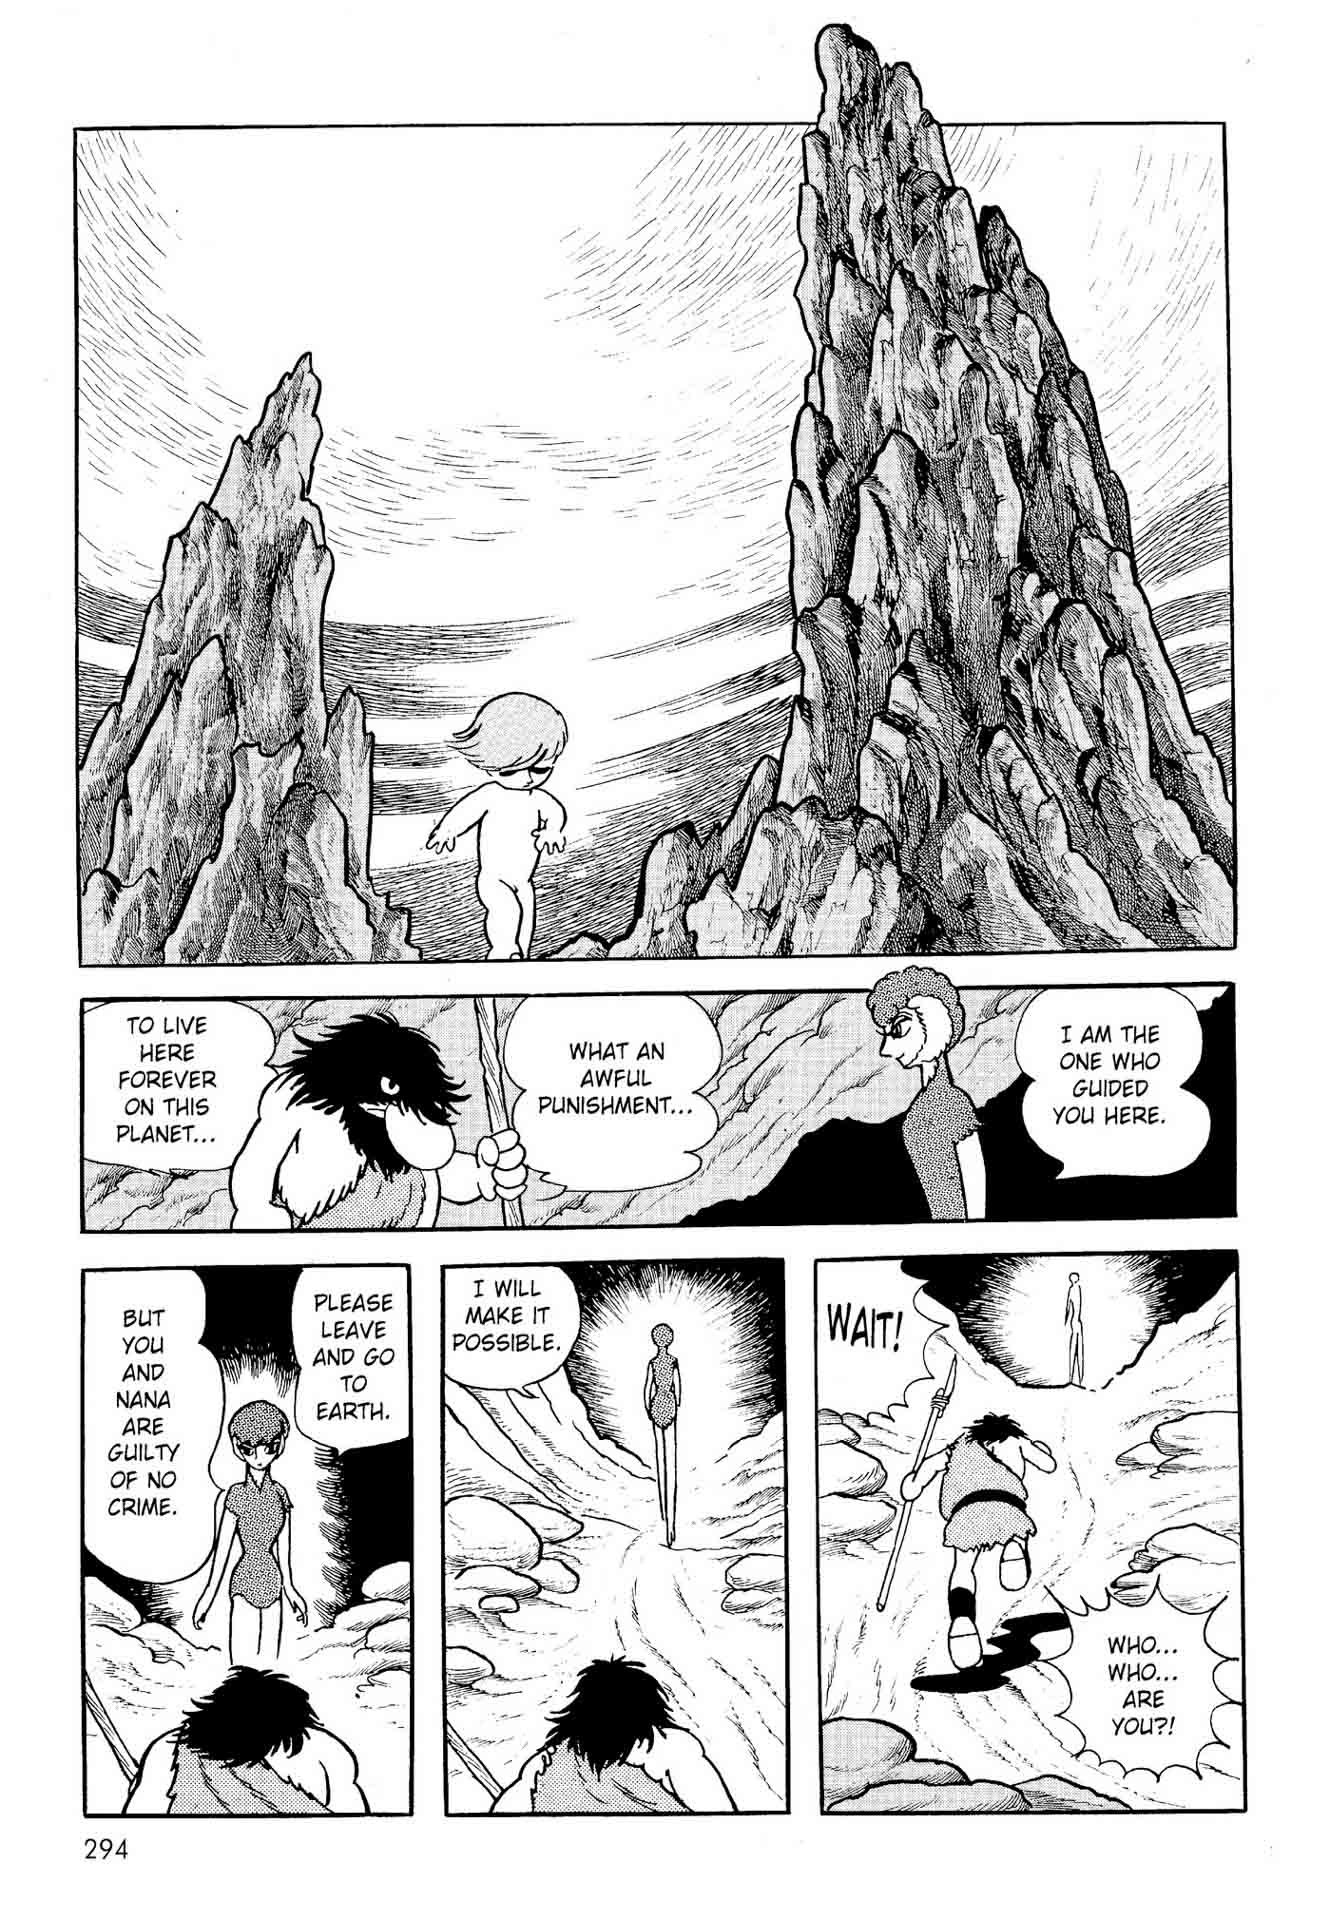 TO LIVE
HERE
FOREVER
ON THIS
PLANET...
WHAT AN
AWFUL
PUNISHMENT...
I AM THE
ONE WHO
GUIDED
YOU HERE.
BUT
YOU
AND
NANA
ARE
GUILTY
OF NO
CRIME.
PLEASE
LEAVE
AND GO
TO
EARTH.
I WILL
MAKE IT
POSSIBLE.
WAIT!
WHO...
WHO...
ARE
YOU?!
294